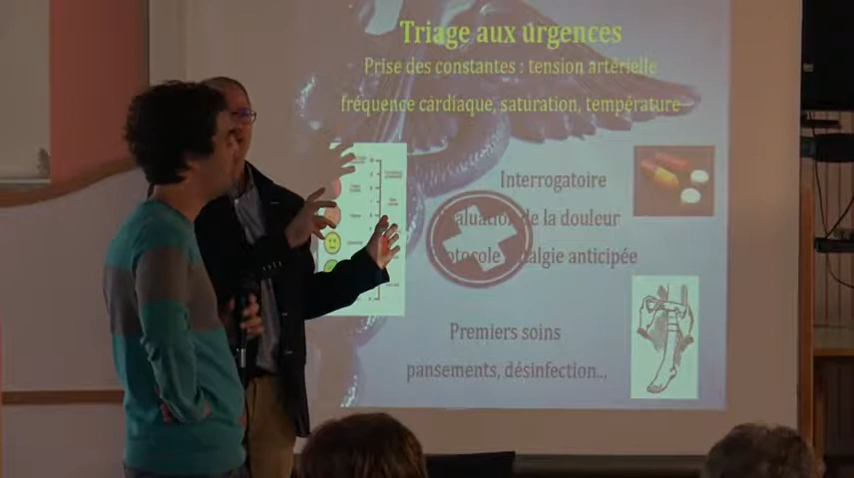 Triage aux urgences
Prise des constantes : tension artérielle
fréquence cardiaque, saturation, température
Interrogatoire
de la douleur
anticipée
Premiers soins
pansements, désinfection...